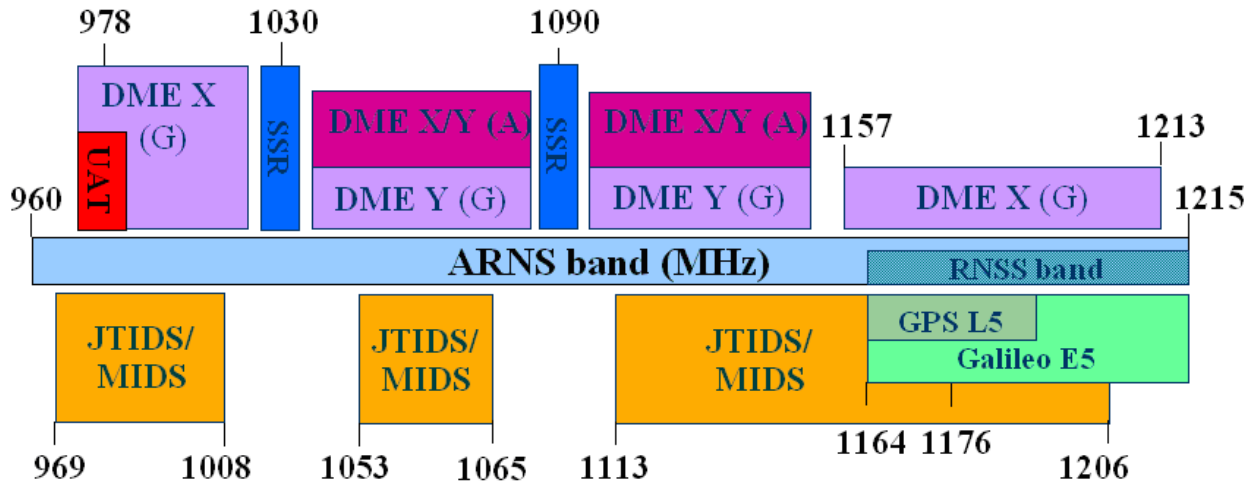 978
1030
1090
DME X
(G)
UAT
SSR
DME X/Y (A)
DME Y (G)
SSR
DME X/Y (A)
DME Y (G)
1157
1213
DME X (G)
960
1215
ARNS band (MHz)
RNSS band
JTIDS/
MIDS
JTIDS/
MIDS
JTIDS/
MIDS
GPS L5
Galileo E5
969
1008
1053
1065
1113
1164
1176
1206